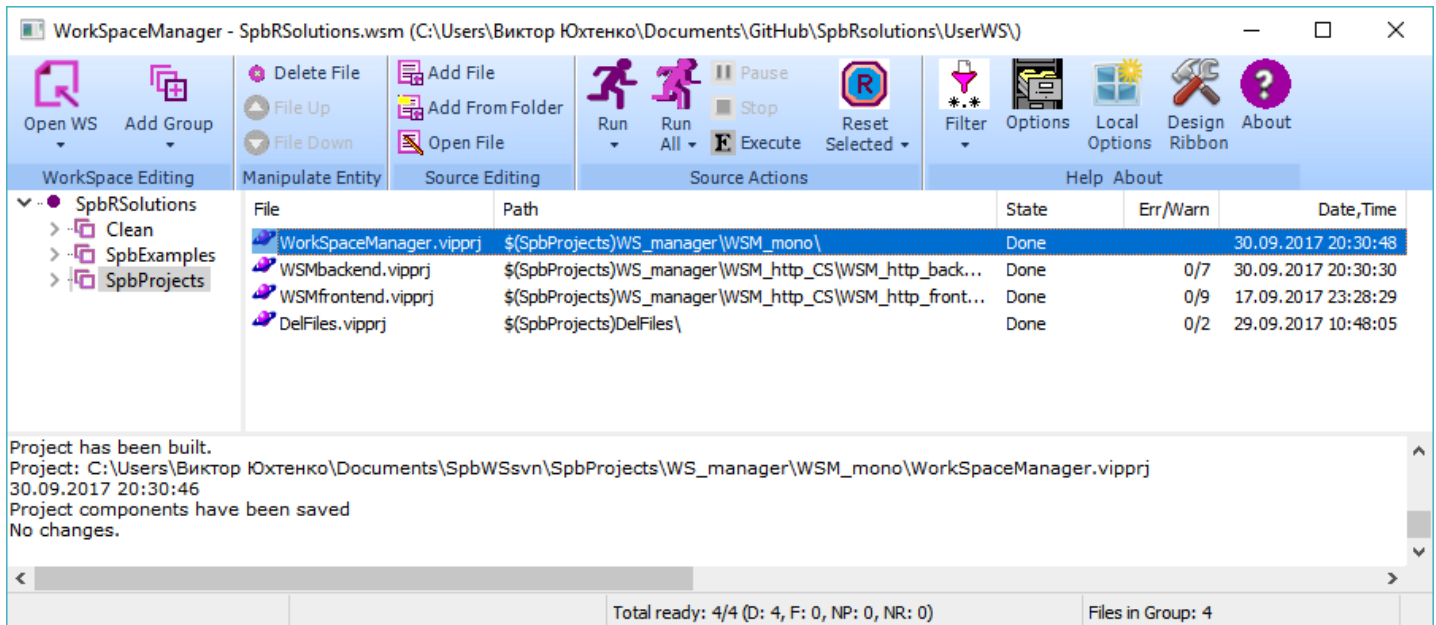 WorkSpaceManager - SpbRSolutions.wsm (C:\Users\Виктор Юхтенко\Documents\GitHub\SpbRsolutions\UserWS\)
Open WS
Add Group
WorkSpace Editing
Delete File
File Up
File Down
Manipulate Entity
Add File
Add From Folder
Open File
Source Editing
Run
Run All
Pause
Stop
E Execute
R
Reset Selected
Source Actions
*.*
Filter
Options
Local Options
Design Ribbon
?
About
Help About
SpbRSolutions
Clean
SpbExamples
SpbProjects
File Path State Err/Warn Date,Time
WorkSpaceManager.vipprj $(SpbProjects)WS_manager\WSM_mono\ Done 30.09.2017 20:30:48
WSMbackend.vipprj $(SpbProjects)WS_manager\WSM_http_CS\WSM_http_back... Done 0/7 30.09.2017 20:30:30
WSMfrontend.vipprj $(SpbProjects)WS_manager\WSM_http_CS\WSM_http_front... Done 0/9 17.09.2017 23:28:29
DelFiles.vipprj $(SpbProjects)DelFiles\ Done 0/2 29.09.2017 10:48:05
Project has been built.
Project: C:\Users\Виктор Юхтенко\Documents\SpbWSsvn\SpbProjects\WS_manager\WSM_mono\WorkSpaceManager.vipprj
30.09.2017 20:30:46
Project components have been saved
No changes.
Total ready: 4/4 (D: 4, F: 0, NP: 0, NR: 0)
Files in Group: 4